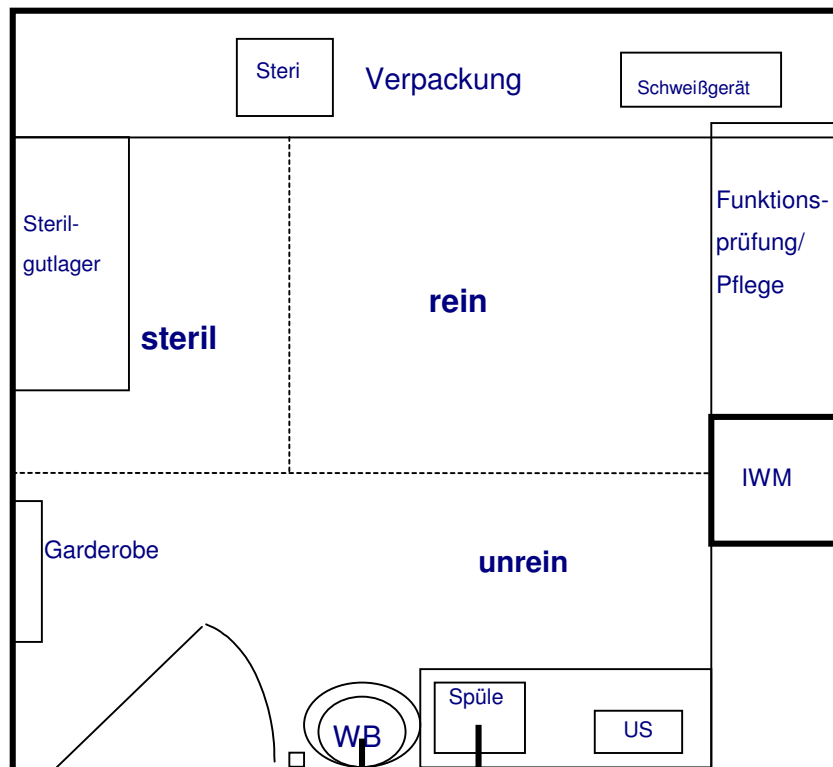 Steri
Verpackung
Schweißgerät
Steril-
gutlager
steril
rein
Funktions-
prüfung/
Pflege
IWM
Garderobe
unrein
WB
Spüle
US